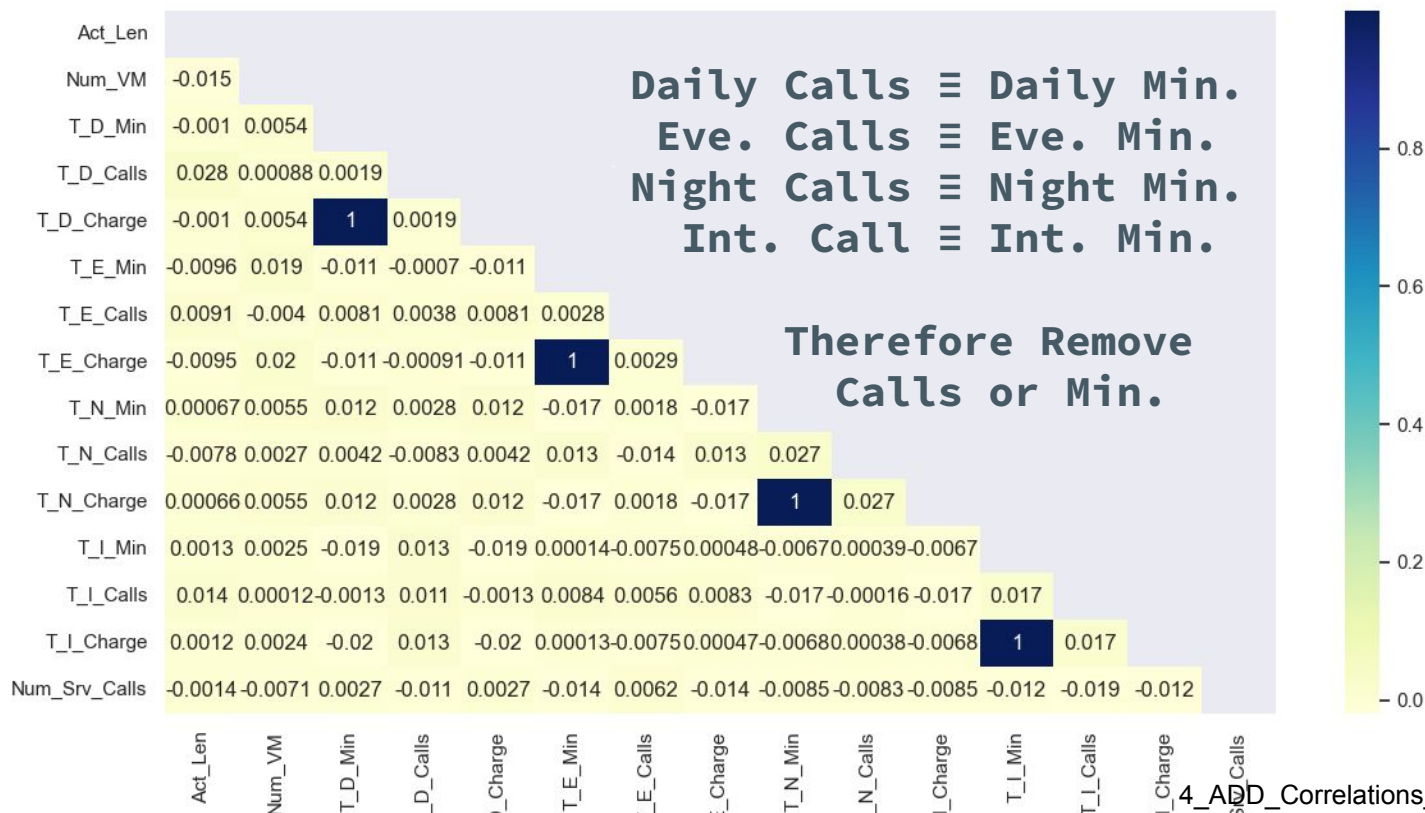 Act_Len
Num_VM -0.015
T_D_Min -0.001 0.0054
T_D_Calls 0.028 0.00088 0.0019
T_D_Charge -0.001 0.0054 1 0.0019
T_E_Min -0.0096 0.019 -0.011 -0.0007 -0.011
T_E_Calls 0.0091 -0.004 0.0081 0.0038 0.0081 0.0028
T_E_Charge -0.0095 0.02 -0.011 -0.00091 -0.011 1 0.0029
T_N_Min 0.00067 0.0055 0.012 0.0028 0.012 -0.017 0.0018 -0.017
T_N_Calls -0.0078 0.0027 0.0042 -0.0083 0.0042 0.013 -0.014 0.013 0.027
T_N_Charge 0.00066 0.0055 0.012 0.0028 0.012 -0.017 0.0018 -0.017 1 0.027
T_I_Min 0.0013 0.0025 -0.019 0.013 -0.019 0.00014 -0.0075 0.00048 -0.0067 0.00039 -0.0067
T_I_Calls 0.014 0.00012 -0.0013 0.011 -0.0013 0.0084 0.0056 0.0083 -0.017 -0.00016 -0.017 0.017
T_I_Charge 0.0012 0.0024 -0.02 0.013 -0.02 0.00013 -0.0075 0.00047 -0.0068 0.00038 -0.0068 1 0.017
Num_Srv_Calls -0.0014 -0.0071 0.0027 -0.011 0.0027 -0.014 0.0062 -0.014 -0.0085 -0.0083 -0.0085 -0.012 -0.019 -0.012
Daily Calls ≡ Daily Min.
Eve. Calls ≡ Eve. Min.
Night Calls ≡ Night Min.
Int. Call ≡ Int. Min.
Therefore Remove
Calls or Min.
0.8
0.6
0.4
0.2
0.0
Act_Len
Num_VM
T_D_Min
_D_Calls
_Charge
T_E_Min
_E_Calls
_Charge
T_N_Min
_N_Calls
_Charge
T_I_Min
T_I_Calls
_Charge
Calls
4_ADD_Correlations_